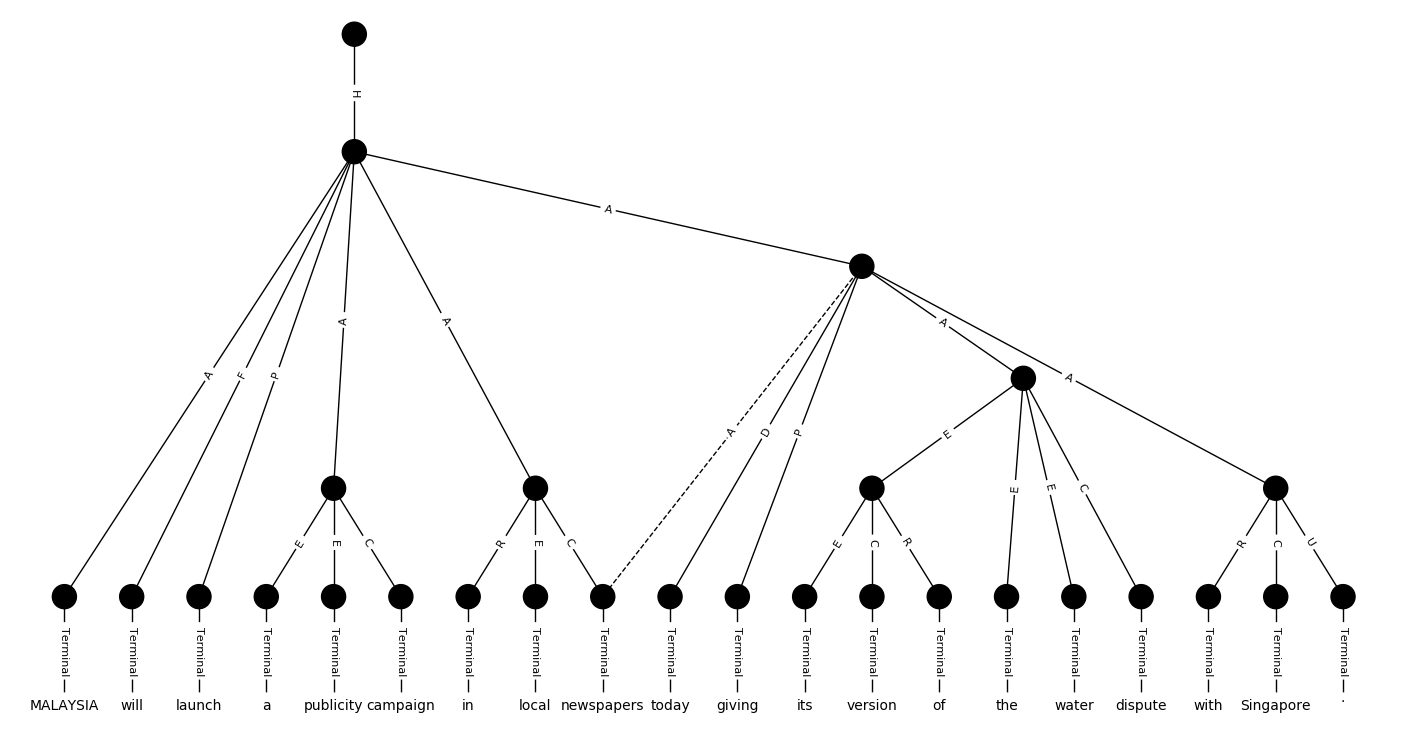 H
A
A
F
P
A
A
A
A
A
D
P
E
E
E
C
E
E
C
R
E
C
E
C
R
R
C
U
Terminal Terminal Terminal Terminal Terminal Terminal Terminal Terminal Terminal Terminal Terminal Terminal Terminal Terminal Terminal Terminal Terminal Terminal Terminal Terminal
MALAYSIA will launch a publicity campaign in local newspapers today giving its version of the water dispute with Singapore .